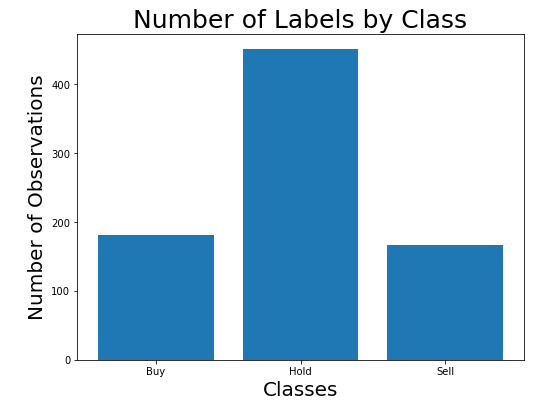 Number of Labels by Class
Number of Observations
400
300
200
100
0
Buy
Hold
Sell
Classes